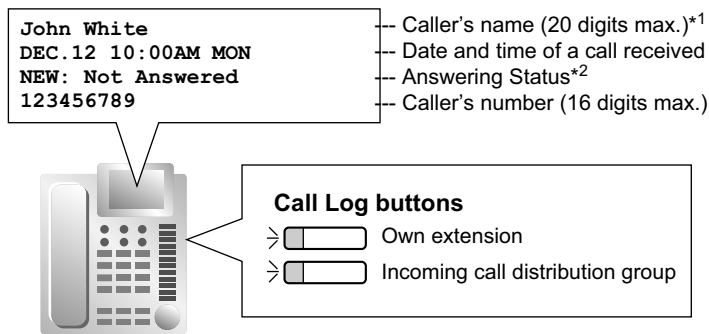 John White
DEC.12 10:00AM MON
NEW: Not Answered
123456789
--- Caller's name (20 digits max.)*1
--- Date and time of a call received
--- Answering Status*2
--- Caller's number (16 digits max.)
Call Log buttons
Own extension
Incoming call distribution group